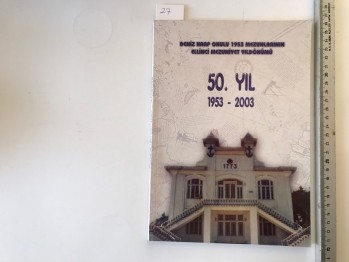 27
DENİZ HARP OKULU 1953 MEZUNLARININ
ELLİNCİ MEZUNİYET YILDÖNÜMÜ
50. YIL
1953 - 2003
1773